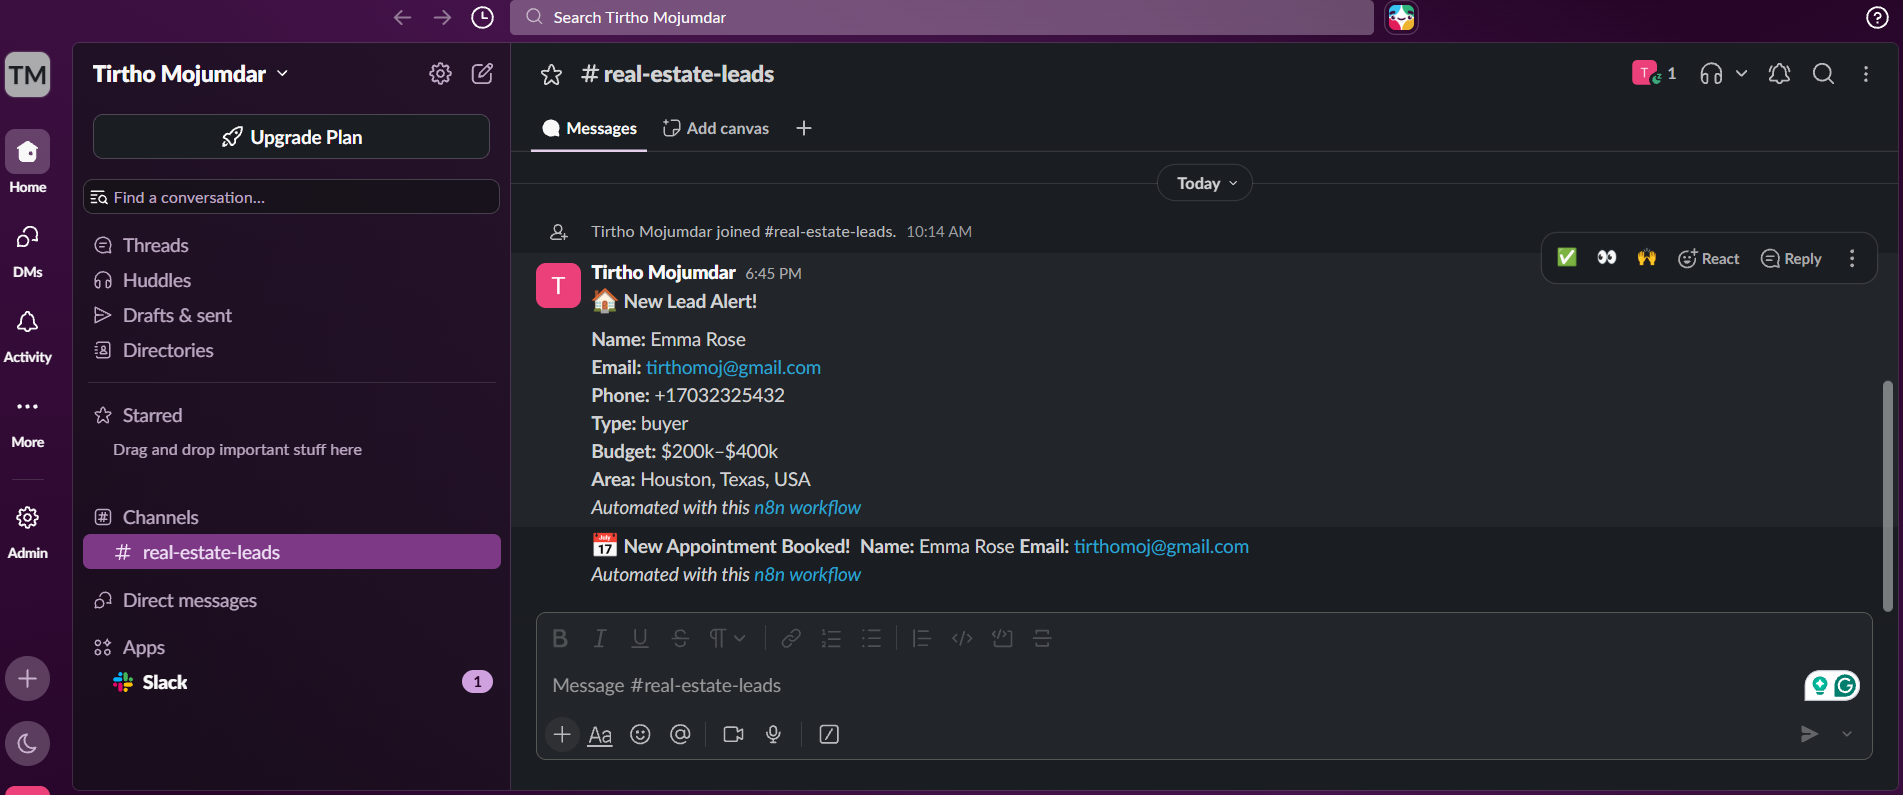 Search Tirtho Mojumdar
TM
Home
DMs
Activity
More
Admin
Tirtho Mojumdar
Upgrade Plan
Find a conversation...
Threads
Huddles
Drafts & sent
Directories
Starred
Drag and drop important stuff here
Channels
# real-estate-leads
Direct messages
Apps
Slack 1
# real-estate-leads
T 1
Messages Add canvas
Today
Tirtho Mojumdar joined #real-estate-leads. 10:14 AM
React Reply
T
Tirtho Mojumdar 6:45 PM
New Lead Alert!
Name: Emma Rose
Email: tirthomoj@gmail.com
Phone: +17032325432
Type: buyer
Budget: $200k–$400k
Area: Houston, Texas, USA
Automated with this n8n workflow
July 17 New Appointment Booked! Name: Emma Rose Email: tirthomoj@gmail.com
Automated with this n8n workflow
Message #real-estate-leads
Aa